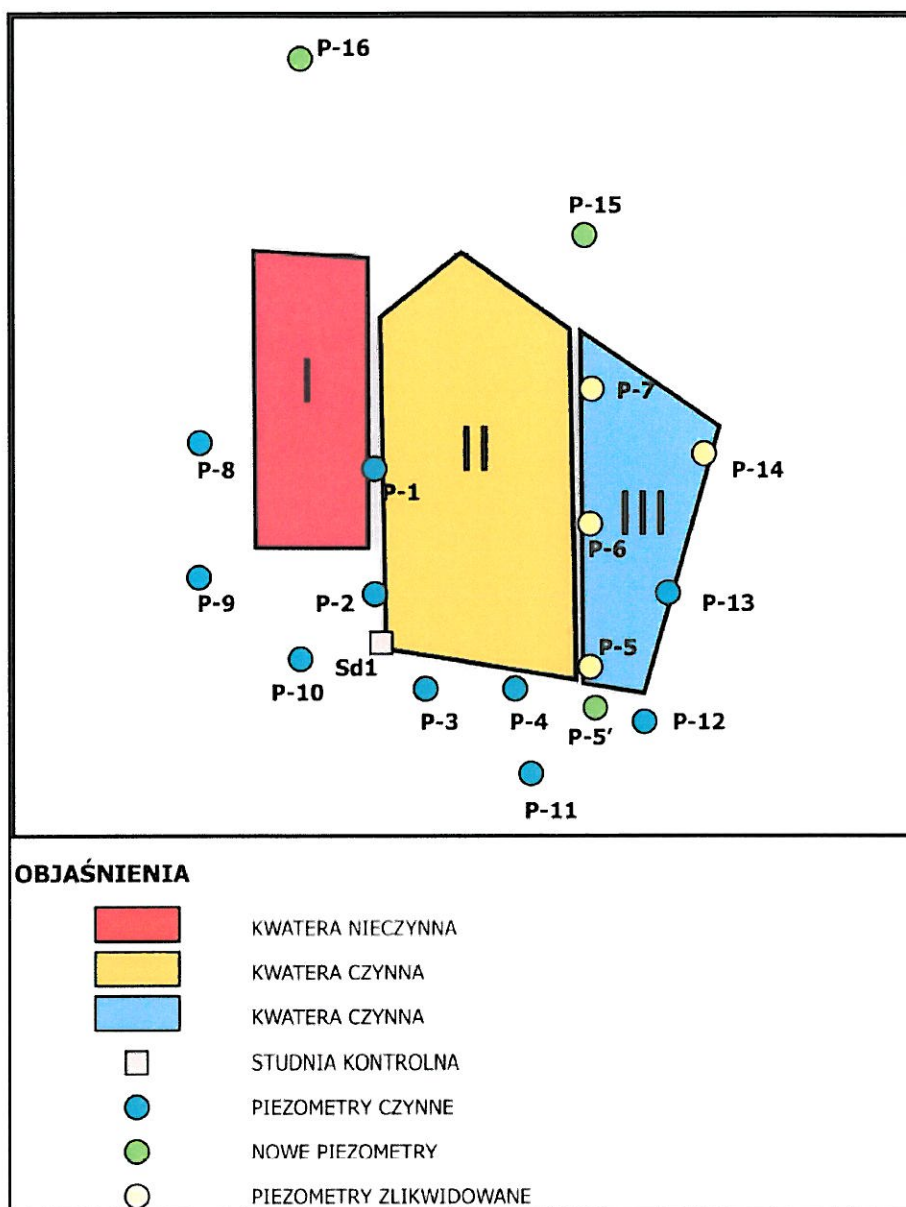 P-16
P-15
I
II
III
P-7
P-8
P-1
P-14
P-6
P-9
P-2
P-13
Sd1
P-5
P-10
P-3
P-4
P-5’
P-12
P-11
OBJAŚNIENIA
KWATERA NIECZYNNA
KWATERA CZYNNA
KWATERA CZYNNA
STUDNIA KONTROLNA
PIEZOMETRY CZYNNE
NOWE PIEZOMETRY
PIEZOMETRY ZLIKWIDOWANE